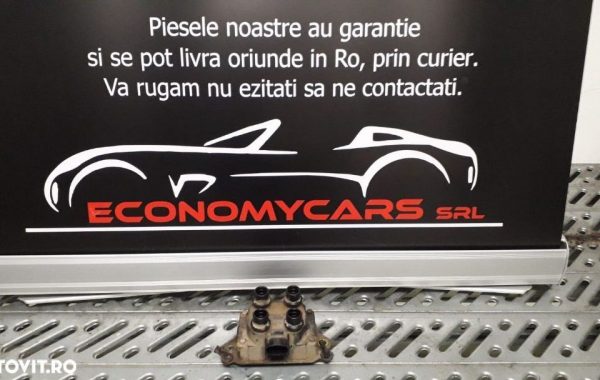 Piesele noastre au garantie
si se pot livra oriunde in Ro, prin curier.
Va rugam nu ezitati sa ne contactati.
ECONOMYCARS SRL
TOVIT.RO